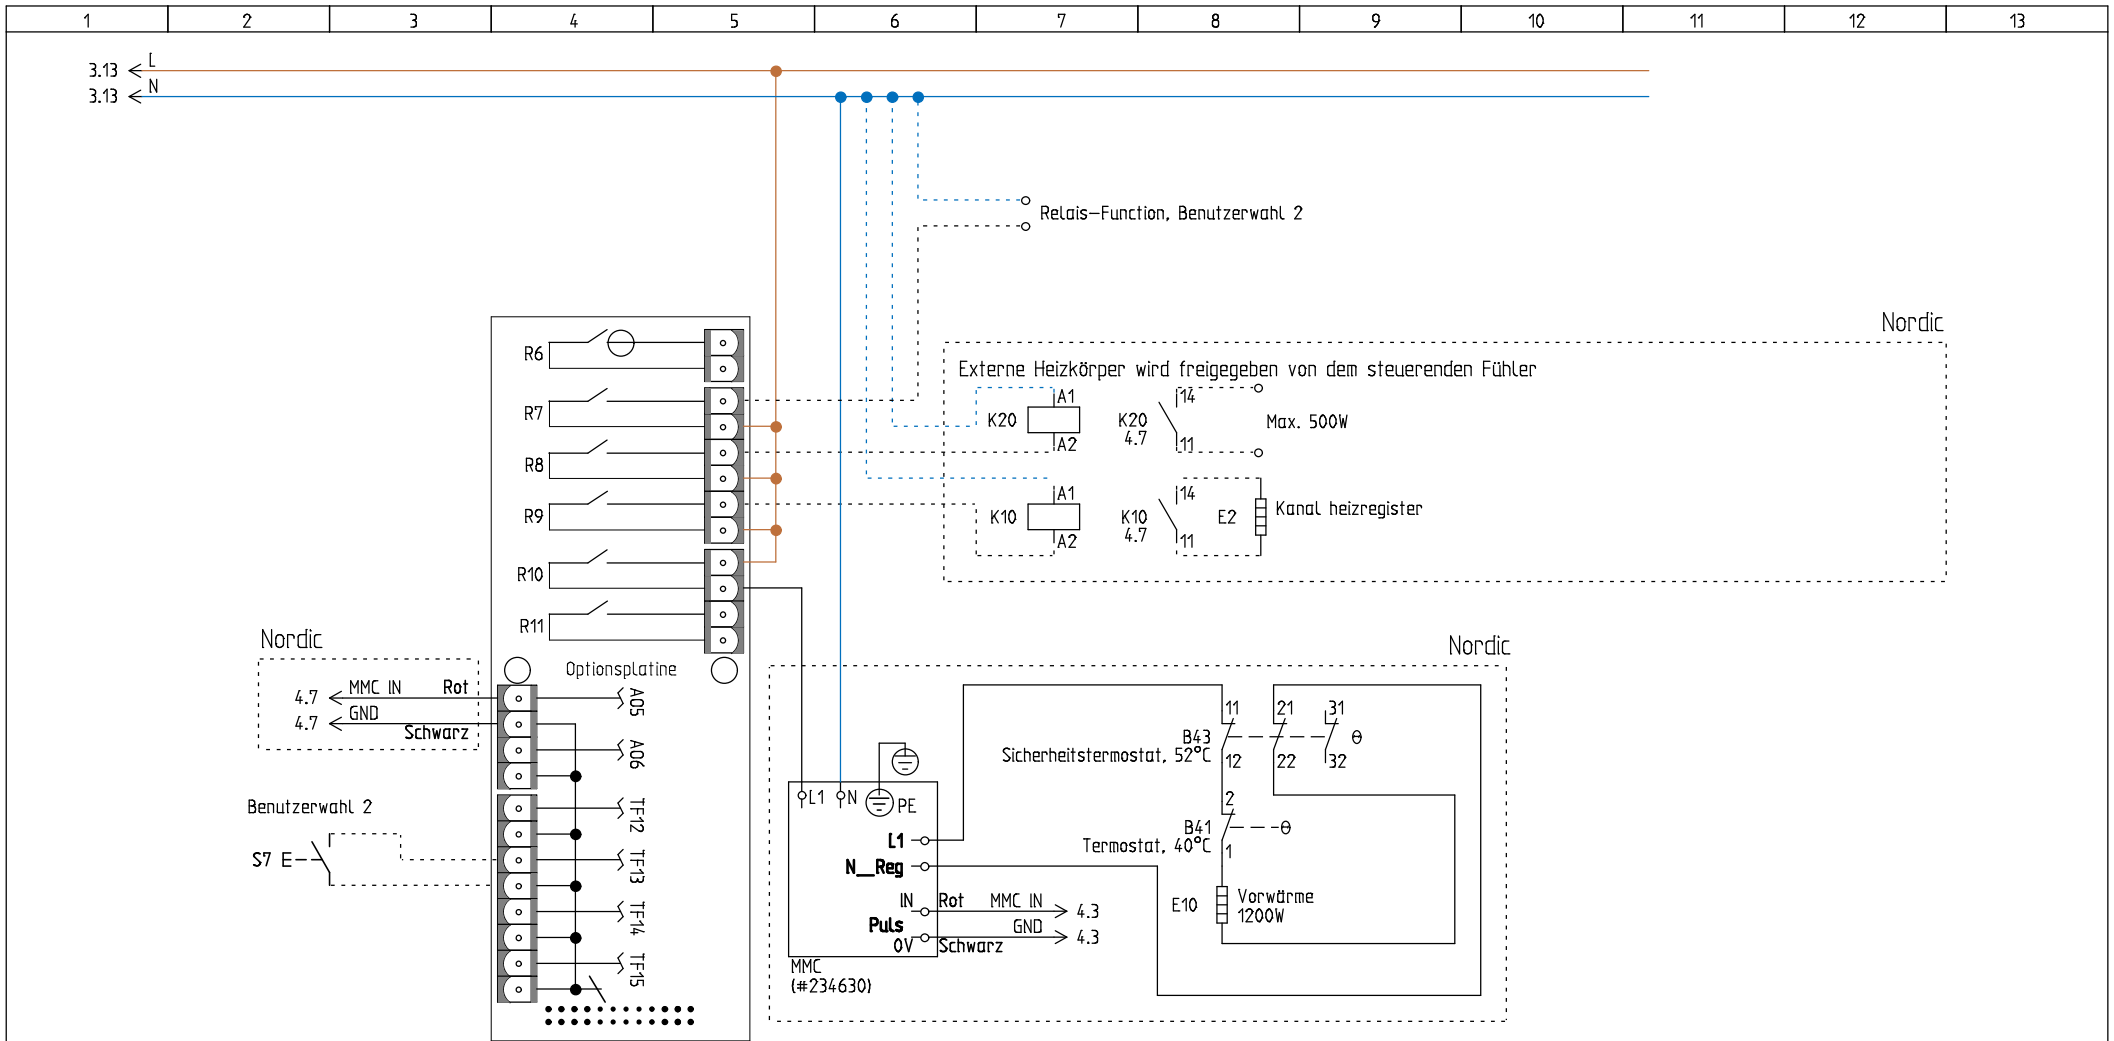 1 2 3 4 5 6 7 8 9 10 11 12 13
3.13 L
3.13 N
Relais-Function, Benutzerwahl 2
Nordic
Externe Heizkörper wird freigegeben von dem steuerenden Fühler
R6
R7
R8
R9
R10
R11
K20
A1
A2
K20
4.7
14
11
Max. 500W
K10
A1
A2
K10
4.7
14
11
E2
Kanal heizregister
Nordic
4.7 MMC IN Rot
4.7 GND
Schwarz
Optionsplatine
A05
A06
TF12
TF13
TF14
TF15
Benutzerwahl 2
S7 E
Nordic
L1 N PE
L1
N_Reg
IN Rot MMC IN 4.3
Puls
0V Schwarz GND 4.3
MMC
(#234630)
11 21 31
B43
Sicherheitstermostat, 52°C
12 22 32
θ
2
B41
Termostat, 40°C
1
θ
E10
Vorwärme
1200W